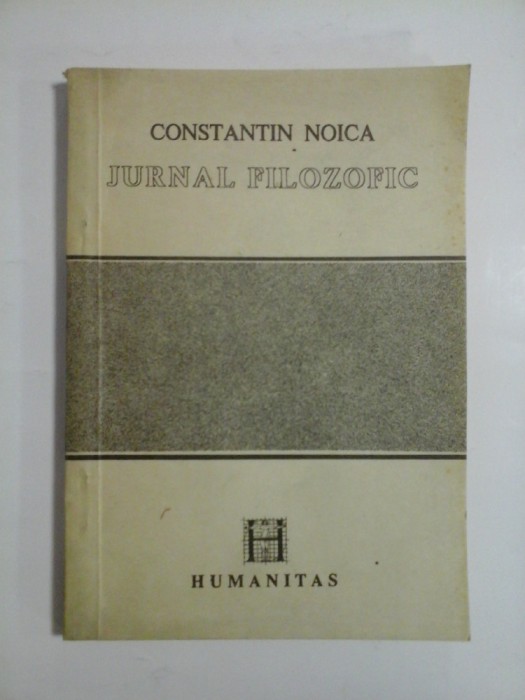 CONSTANTIN NOICA
JURNAL FILOZOFIC
H
HUMANITAS